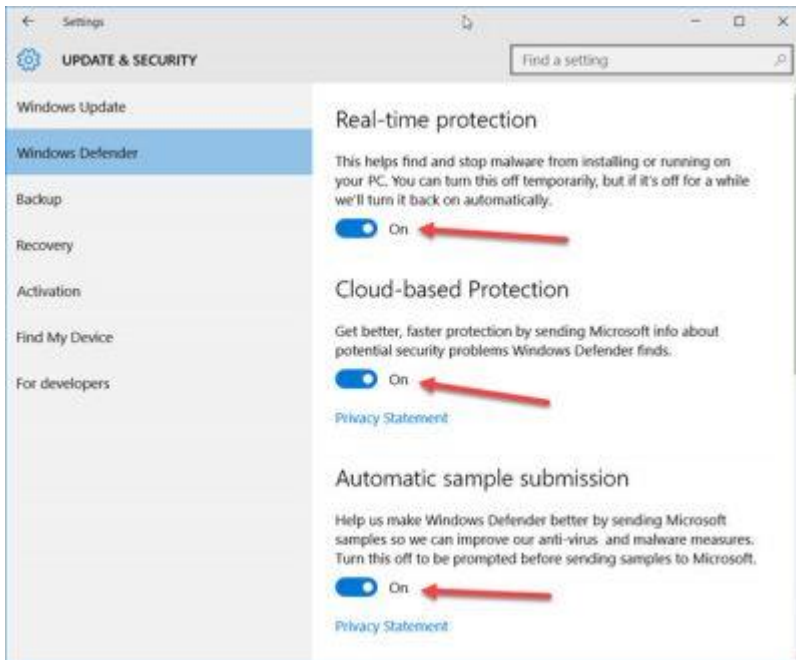 Settings
UPDATE & SECURITY
Find a setting
Windows Update
Windows Defender
Backup
Recovery
Activation
Find My Device
For developers
Real-time protection
This helps find and stop malware from installing or running on
your PC. You can turn this off temporarily, but if it's off for a while
we'll turn it back on automatically.
On
Cloud-based Protection
Get better, faster protection by sending Microsoft info about
potential security problems Windows Defender finds.
On
Privacy Statement
Automatic sample submission
Help us make Windows Defender better by sending Microsoft
samples so we can improve our anti-virus and malware measures.
Turn this off to be prompted before sending samples to Microsoft.
On
Privacy Statement